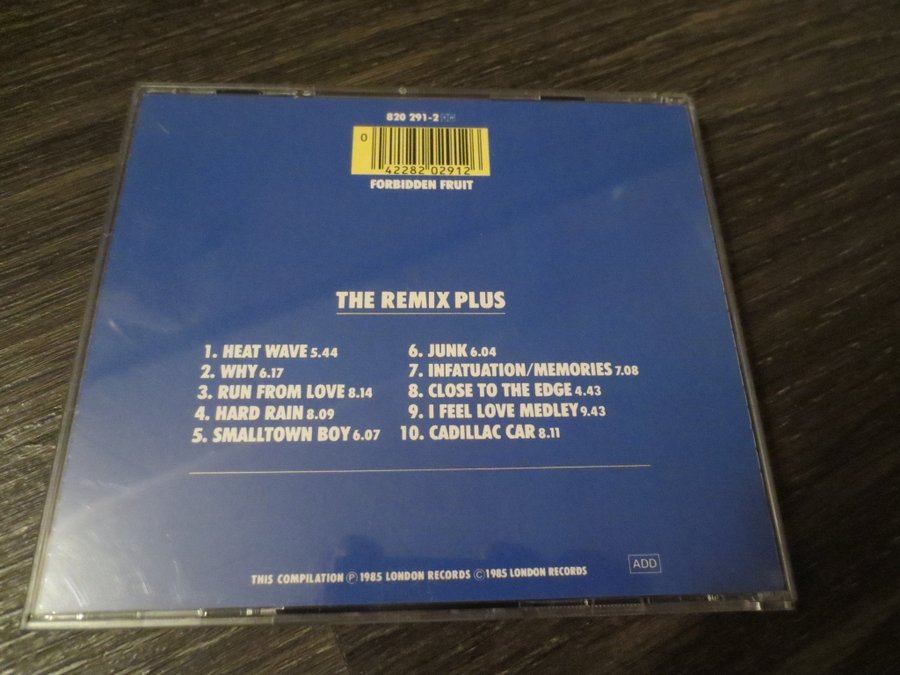 820 291-2
0
42282 02912
FORBIDDEN FRUIT
THE REMIX PLUS
1. HEAT WAVE 5.44
2. WHY 6.17
3. RUN FROM LOVE 8.14
4. HARD RAIN 8.09
5. SMALLTOWN BOY 6.07
6. JUNK 6.04
7. INFATUATION/MEMORIES 7.08
8. CLOSE TO THE EDGE 4.43
9. I FEEL LOVE MEDLEY 9.43
10. CADILLAC CAR 8.11
ADD
THIS COMPILATION Ⓟ 1985 LONDON RECORDS © 1985 LONDON RECORDS